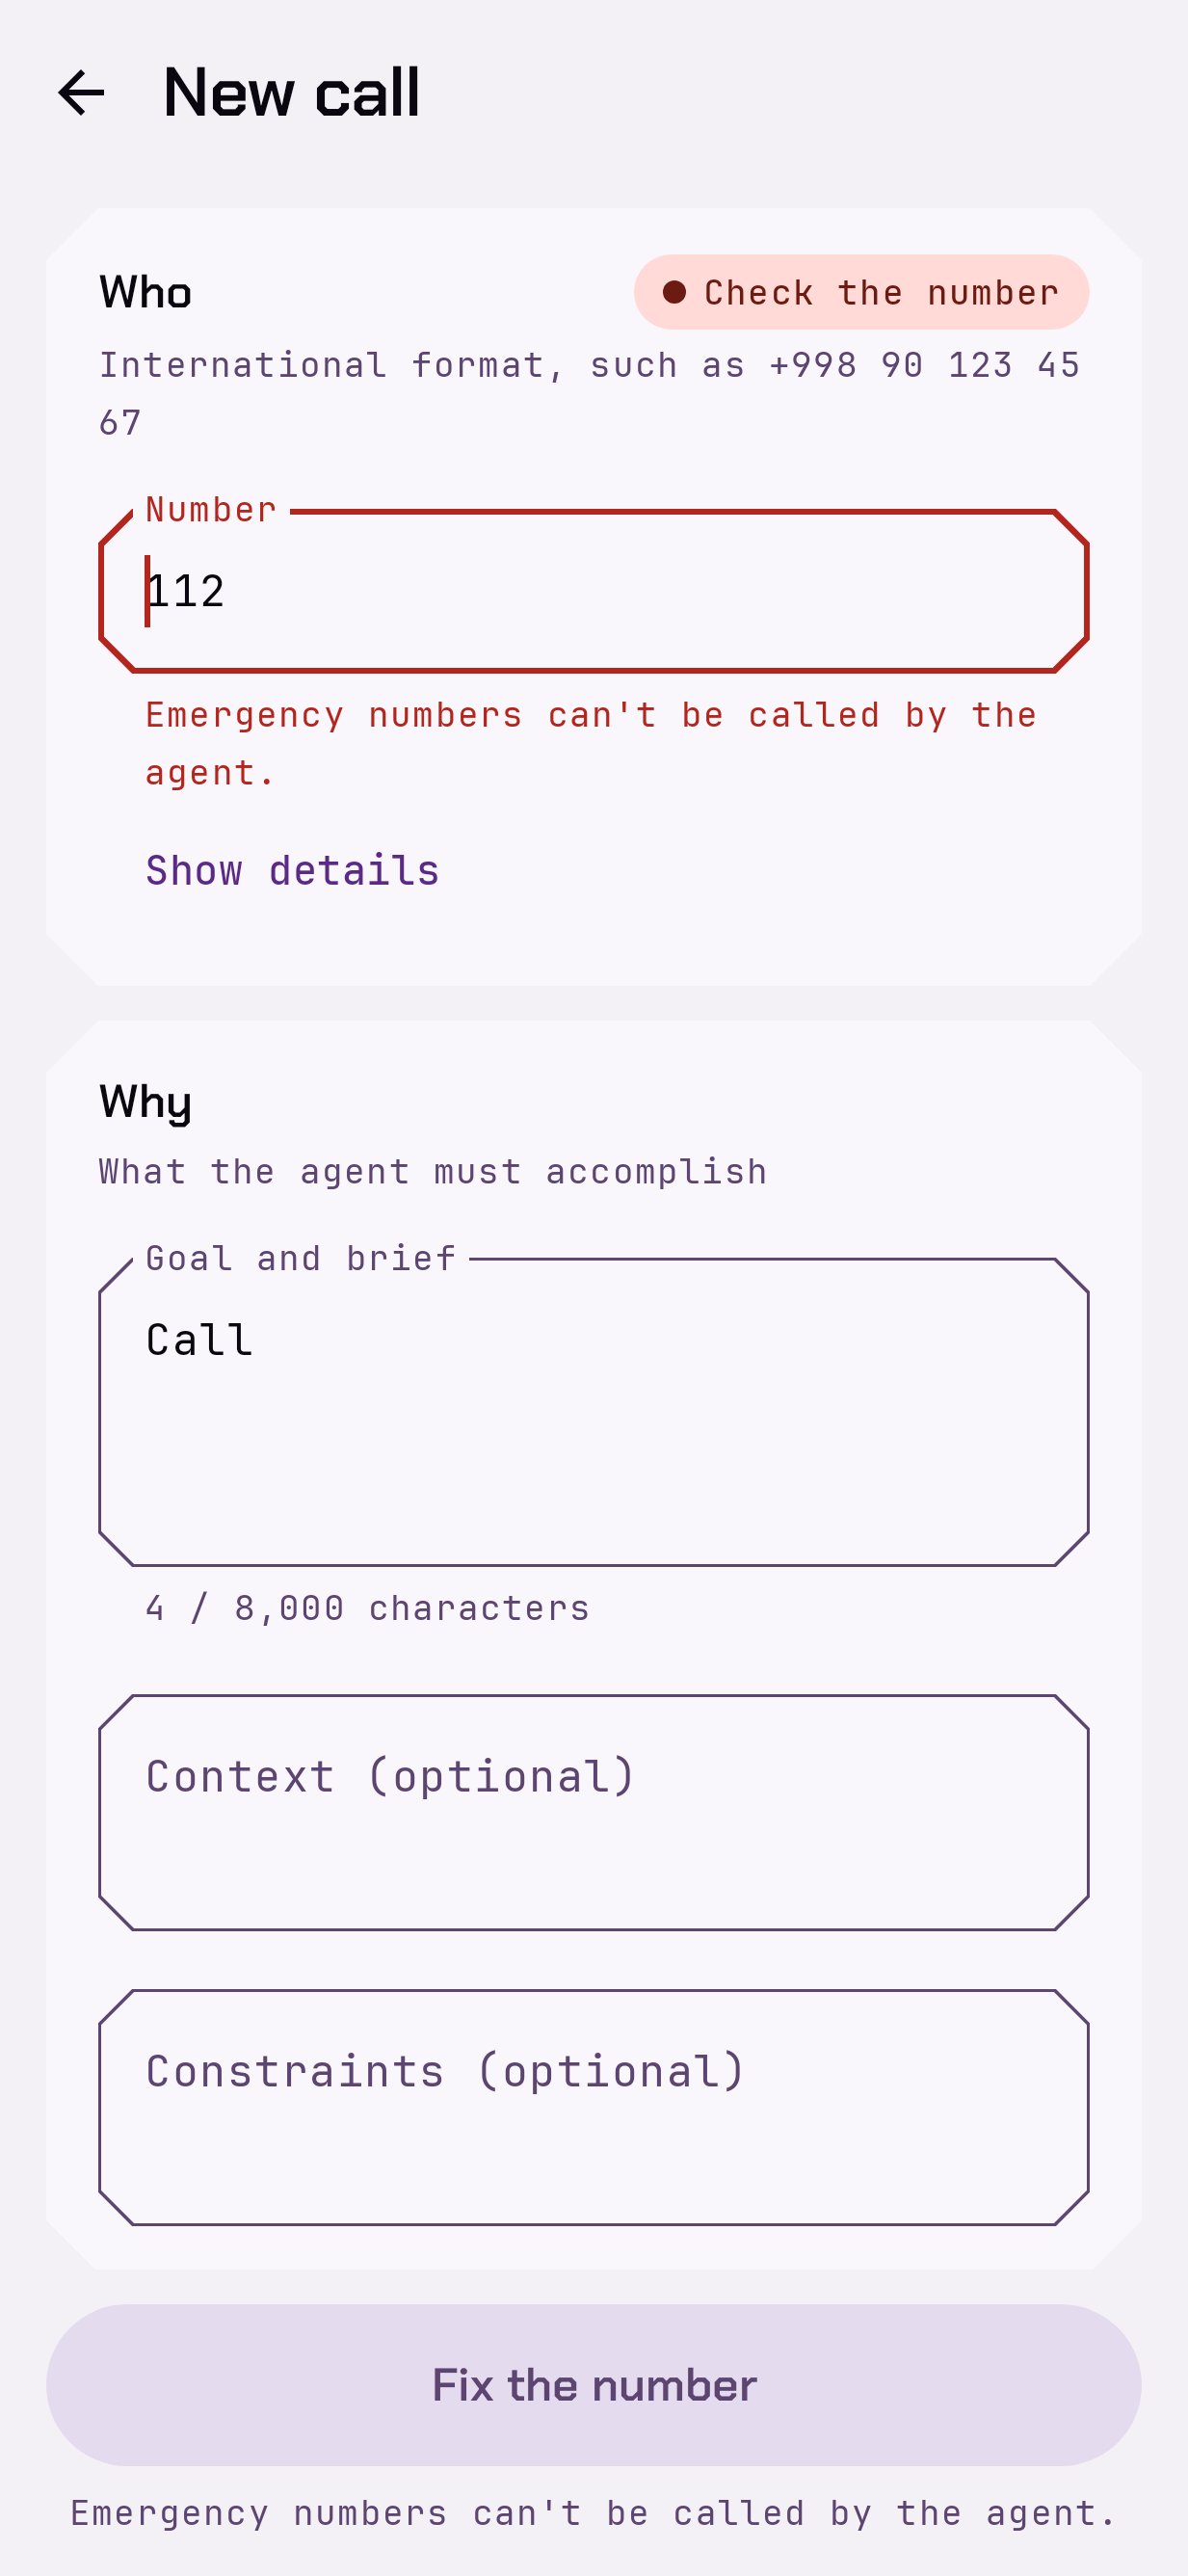 New call
Who
Check the number
International format, such as +998 90 123 45
67
Number
112
Emergency numbers can't be called by the
agent.
Show details
Why
What the agent must accomplish
Goal and brief
Call
4 / 8,000 characters
Context (optional)
Constraints (optional)
Fix the number
Emergency numbers can't be called by the agent.